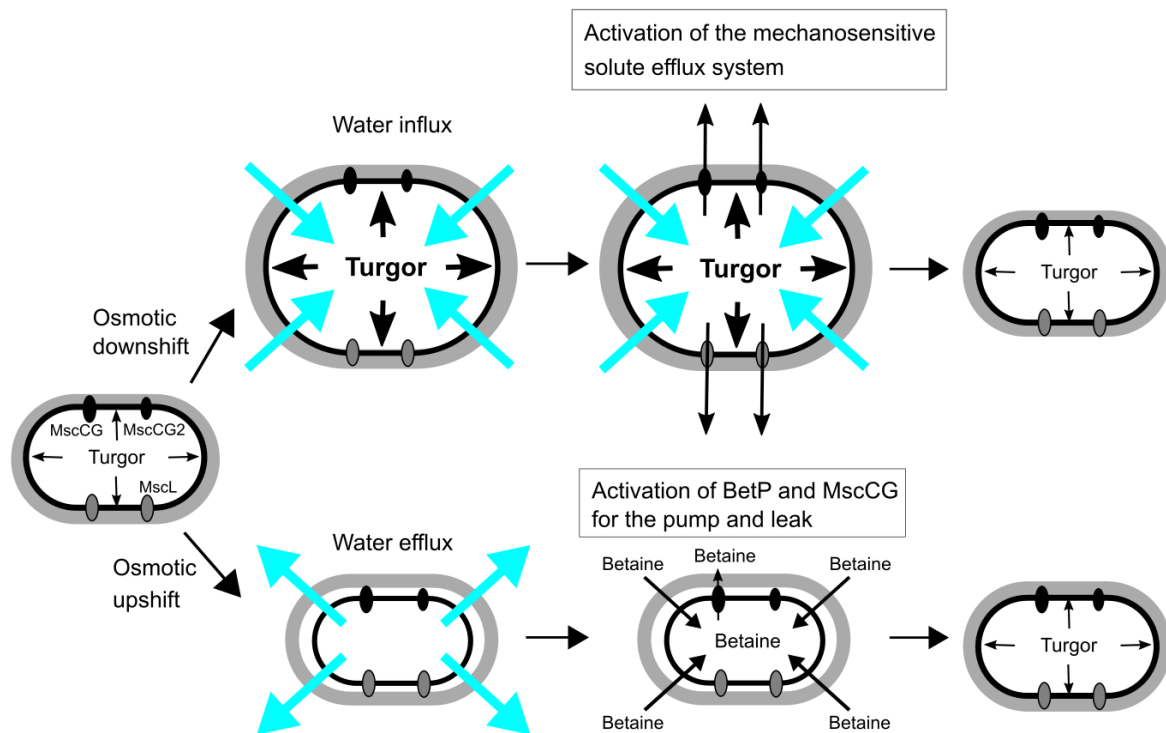 Activation of the mechanosensitive
solute efflux system
Water influx
Turgor
Turgor
Turgor
Osmotic
downshift
MscCG
MscCG2
Turgor
MscL
Osmotic
upshift
Water efflux
Activation of BetP and MscCG
for the pump and leak
Betaine
Betaine
Betaine
Betaine
Betaine
Betaine
Turgor